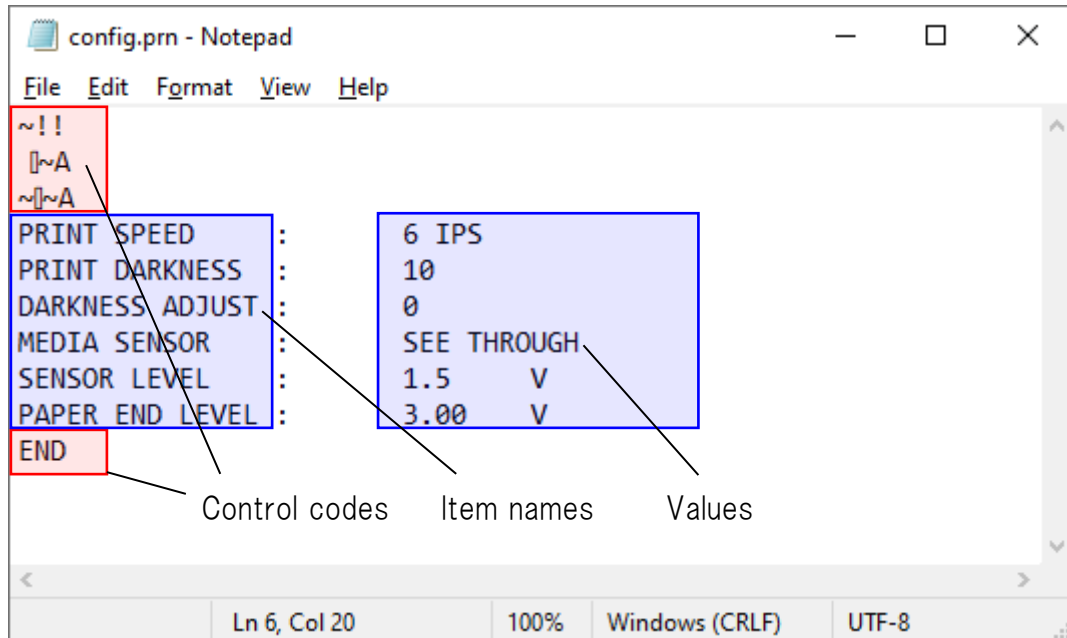 config.prn - Notepad
File Edit Format View Help
~!!
▯~A
~▯~A
PRINT SPEED : 6 IPS
PRINT DARKNESS : 10
DARKNESS ADJUST : 0
MEDIA SENSOR : SEE THROUGH
SENSOR LEVEL : 1.5 V
PAPER END LEVEL : 3.00 V
END
Control codes Item names Values
Ln 6, Col 20 100% Windows (CRLF) UTF-8